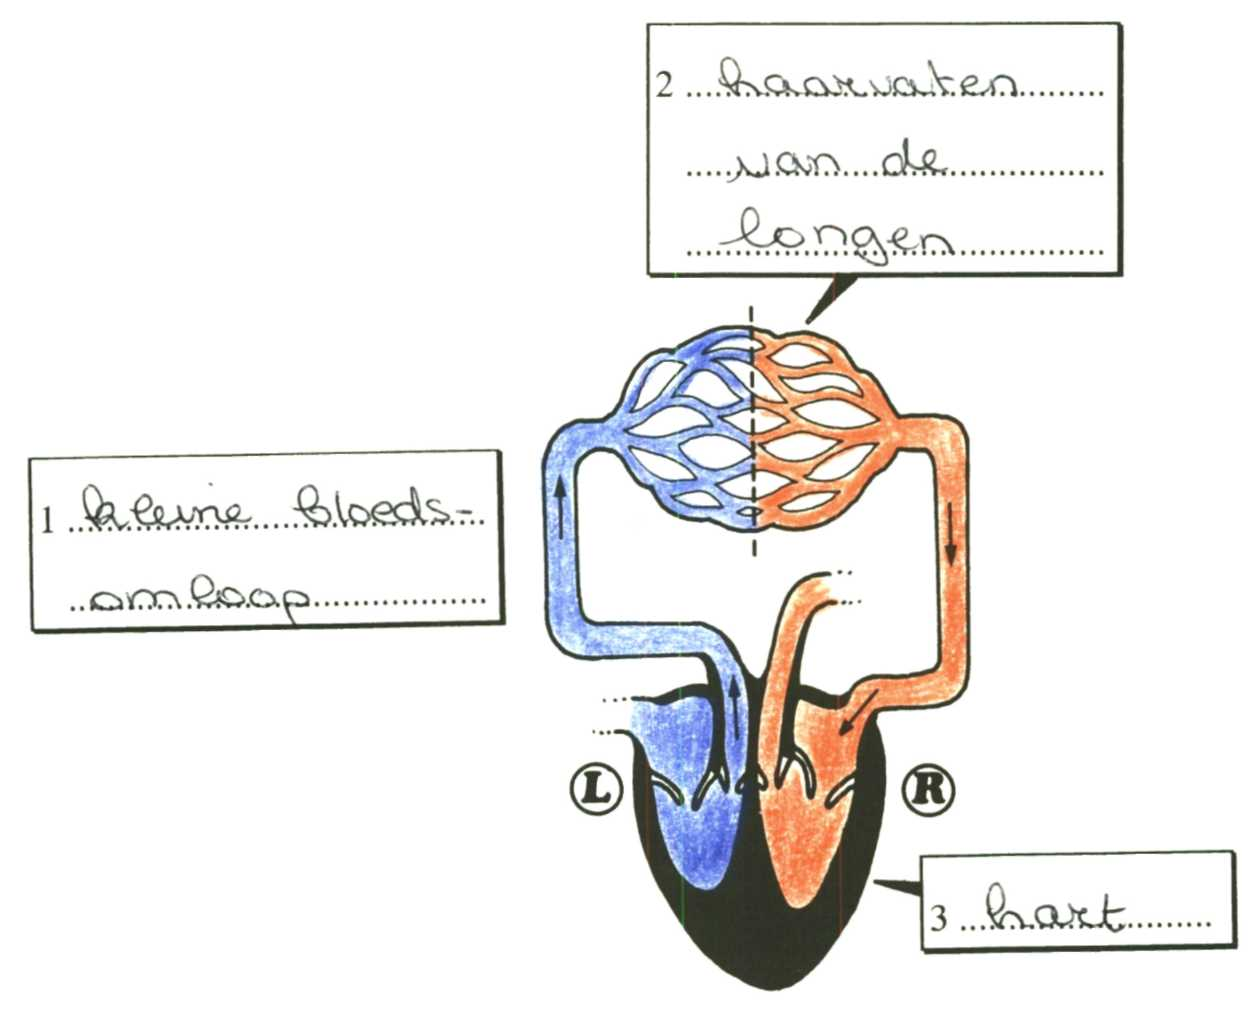 2 haarvaten
van de
longen
1 kleine bloeds-
omloop
L
R
3 hart